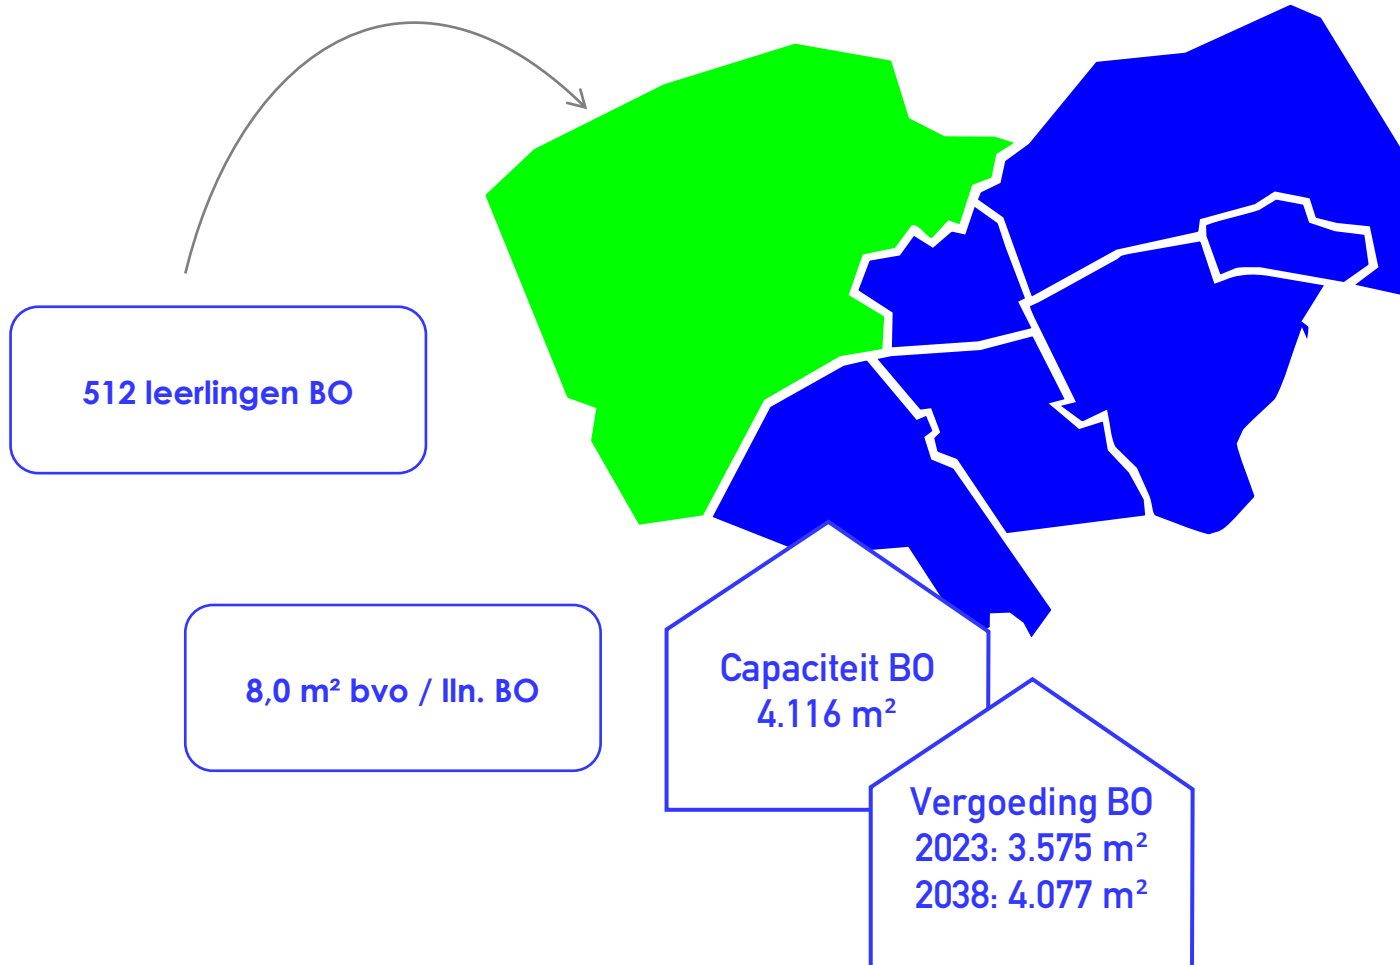 512 leerlingen BO
8,0 m² bvo / lln. BO
Capaciteit BO
4.116 m²
Vergoeding BO
2023: 3.575 m²
2038: 4.077 m²